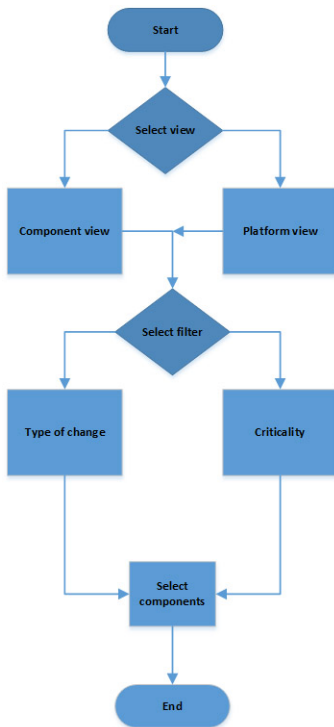 Start
Select view
Component view
Platform view
Select filter
Type of change
Criticality
Select
components
End